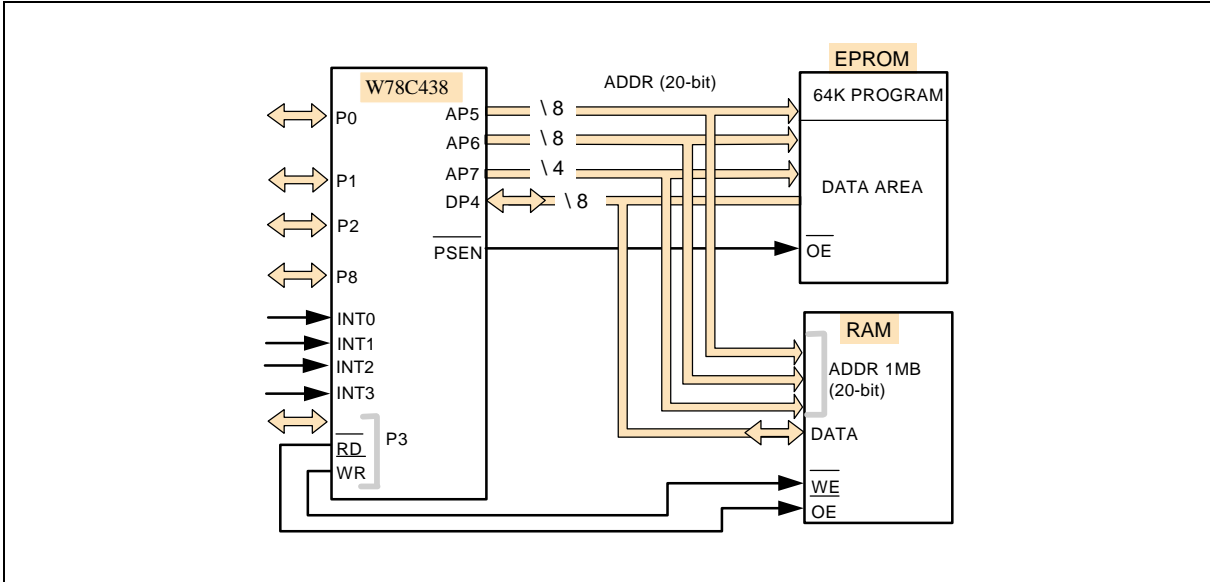 EPROM
W78C438
ADDR (20-bit)
64K PROGRAM
P0
AP5
\ 8
AP6
\ 8
P1
AP7
\ 4
DATA AREA
DP4
\ 8
P2
PSEN
OE
P8
INT0
RAM
INT1
INT2
ADDR 1MB
(20-bit)
INT3
P3
RD
DATA
WR
WE
OE